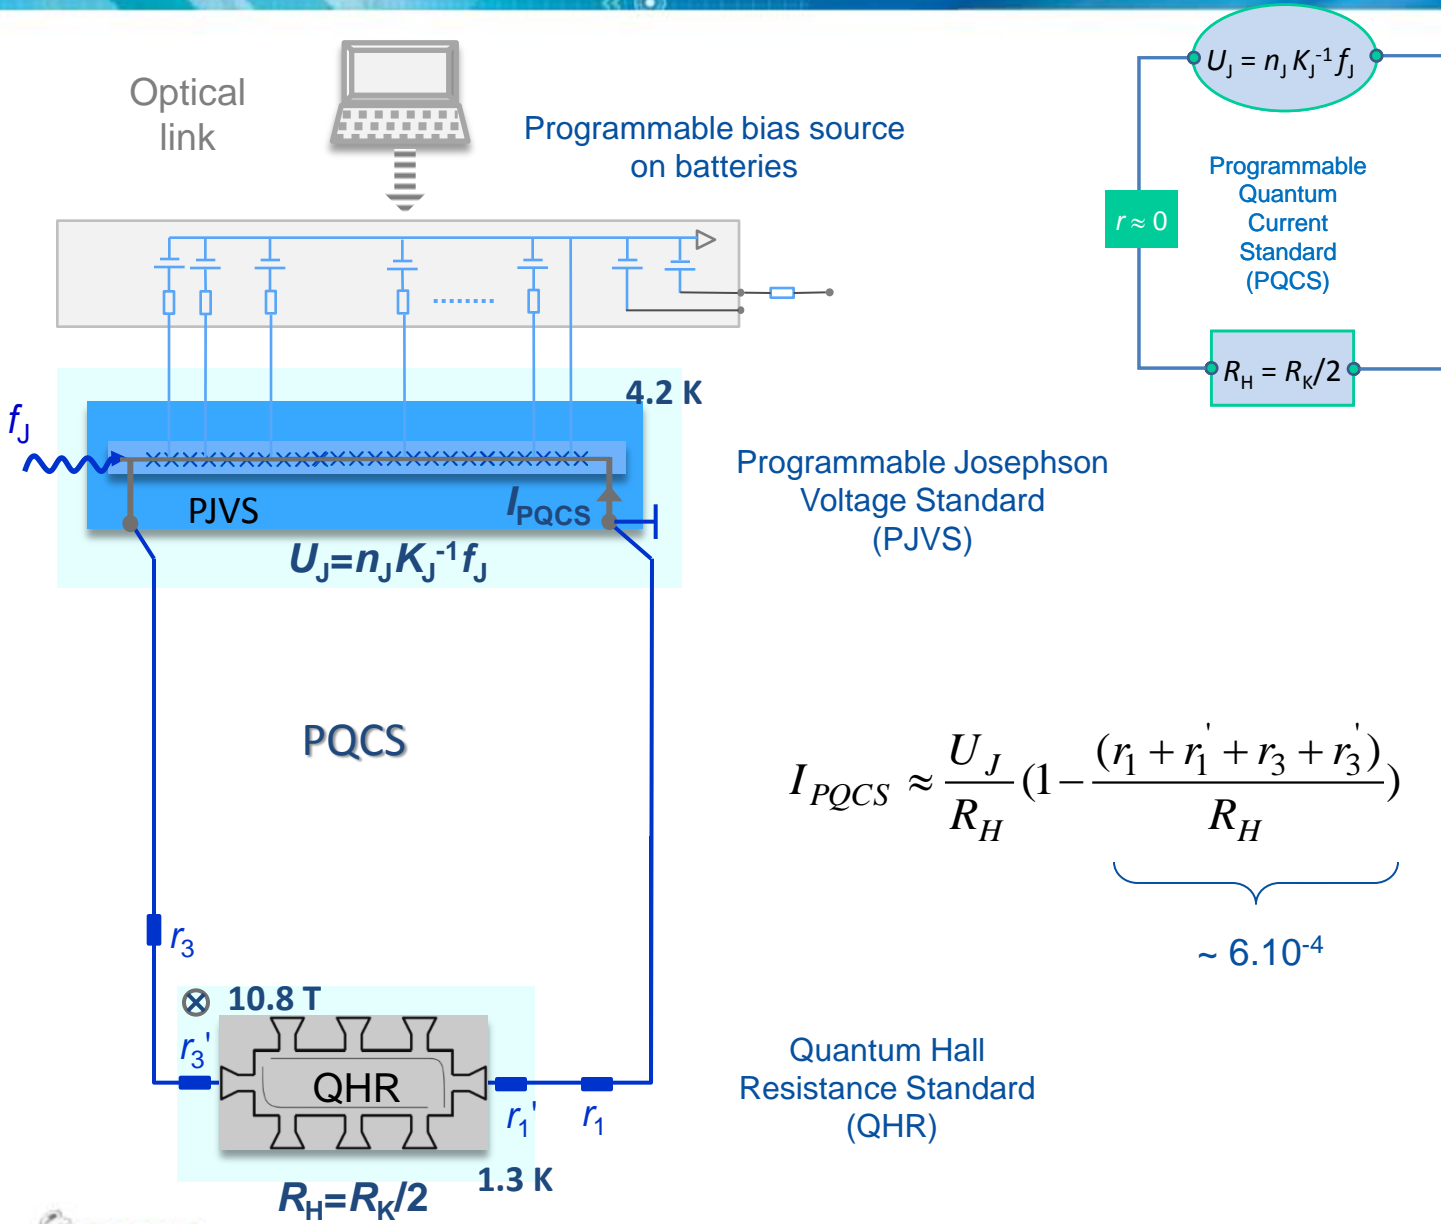 Optical
link
Programmable bias source
on batteries
U_J = n_J K_J^-1 f_J
r ≈ 0
Programmable
Quantum
Current
Standard
(PQCS)
R_H = R_K/2
4.2 K
f_J
PJVS
I_PQCS
U_J=n_J K_J^-1 f_J
Programmable Josephson
Voltage Standard
(PJVS)
PQCS
I_PQCS ≈ U_J/R_H (1 − (r_1 + r_1' + r_3 + r_3')/R_H)
~ 6.10^-4
r_3
10.8 T
r_3'
QHR
r_1'
r_1
1.3 K
R_H=R_K/2
Quantum Hall
Resistance Standard
(QHR)